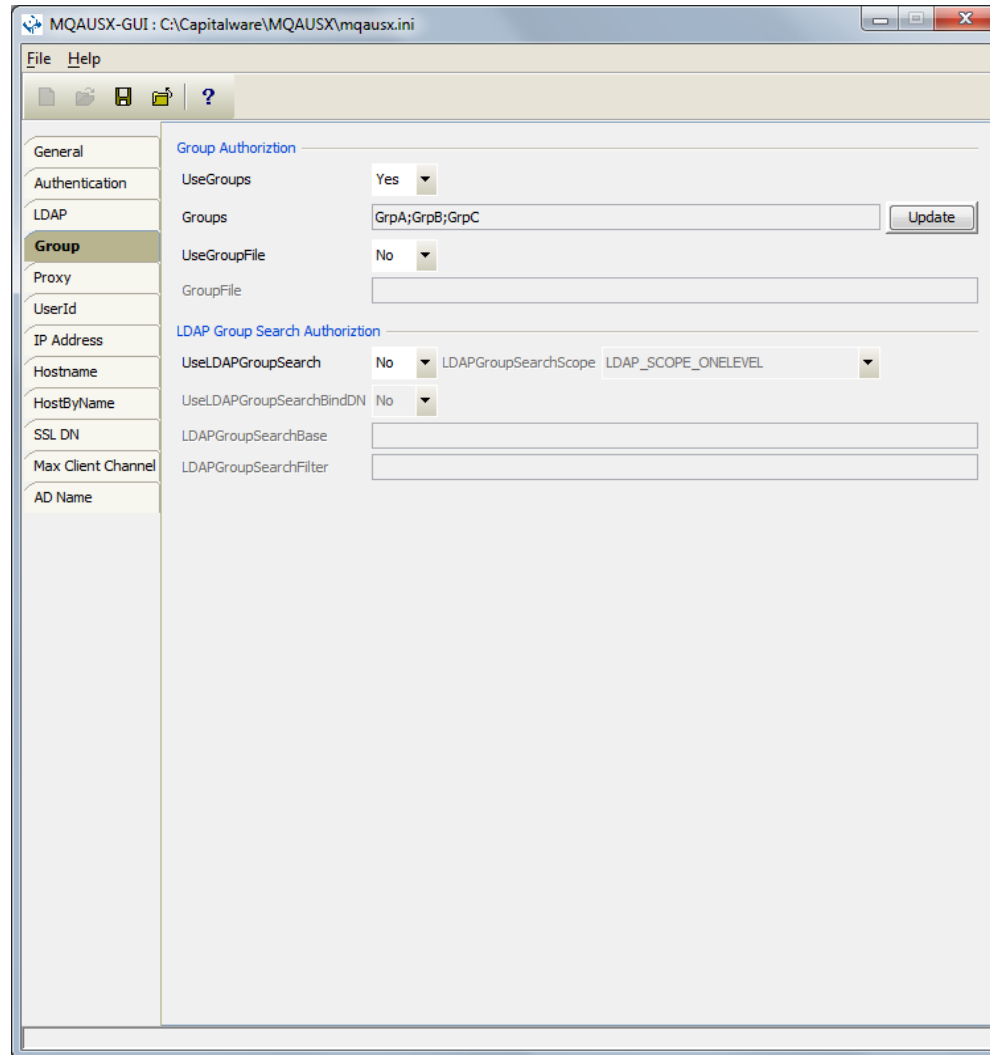 MQAUSX-GUI : C:\Capitalware\MQAUSX\mqausx.ini
File Help
?
General
Authentication
LDAP
Group
Proxy
UserId
IP Address
Hostname
HostByName
SSL DN
Max Client Channel
AD Name
Group Authoriztion
UseGroups Yes
Groups GrpA;GrpB;GrpC Update
UseGroupFile No
GroupFile
LDAP Group Search Authoriztion
UseLDAPGroupSearch No LDAPGroupSearchScope LDAP_SCOPE_ONELEVEL
UseLDAPGroupSearchBindDN No
LDAPGroupSearchBase
LDAPGroupSearchFilter